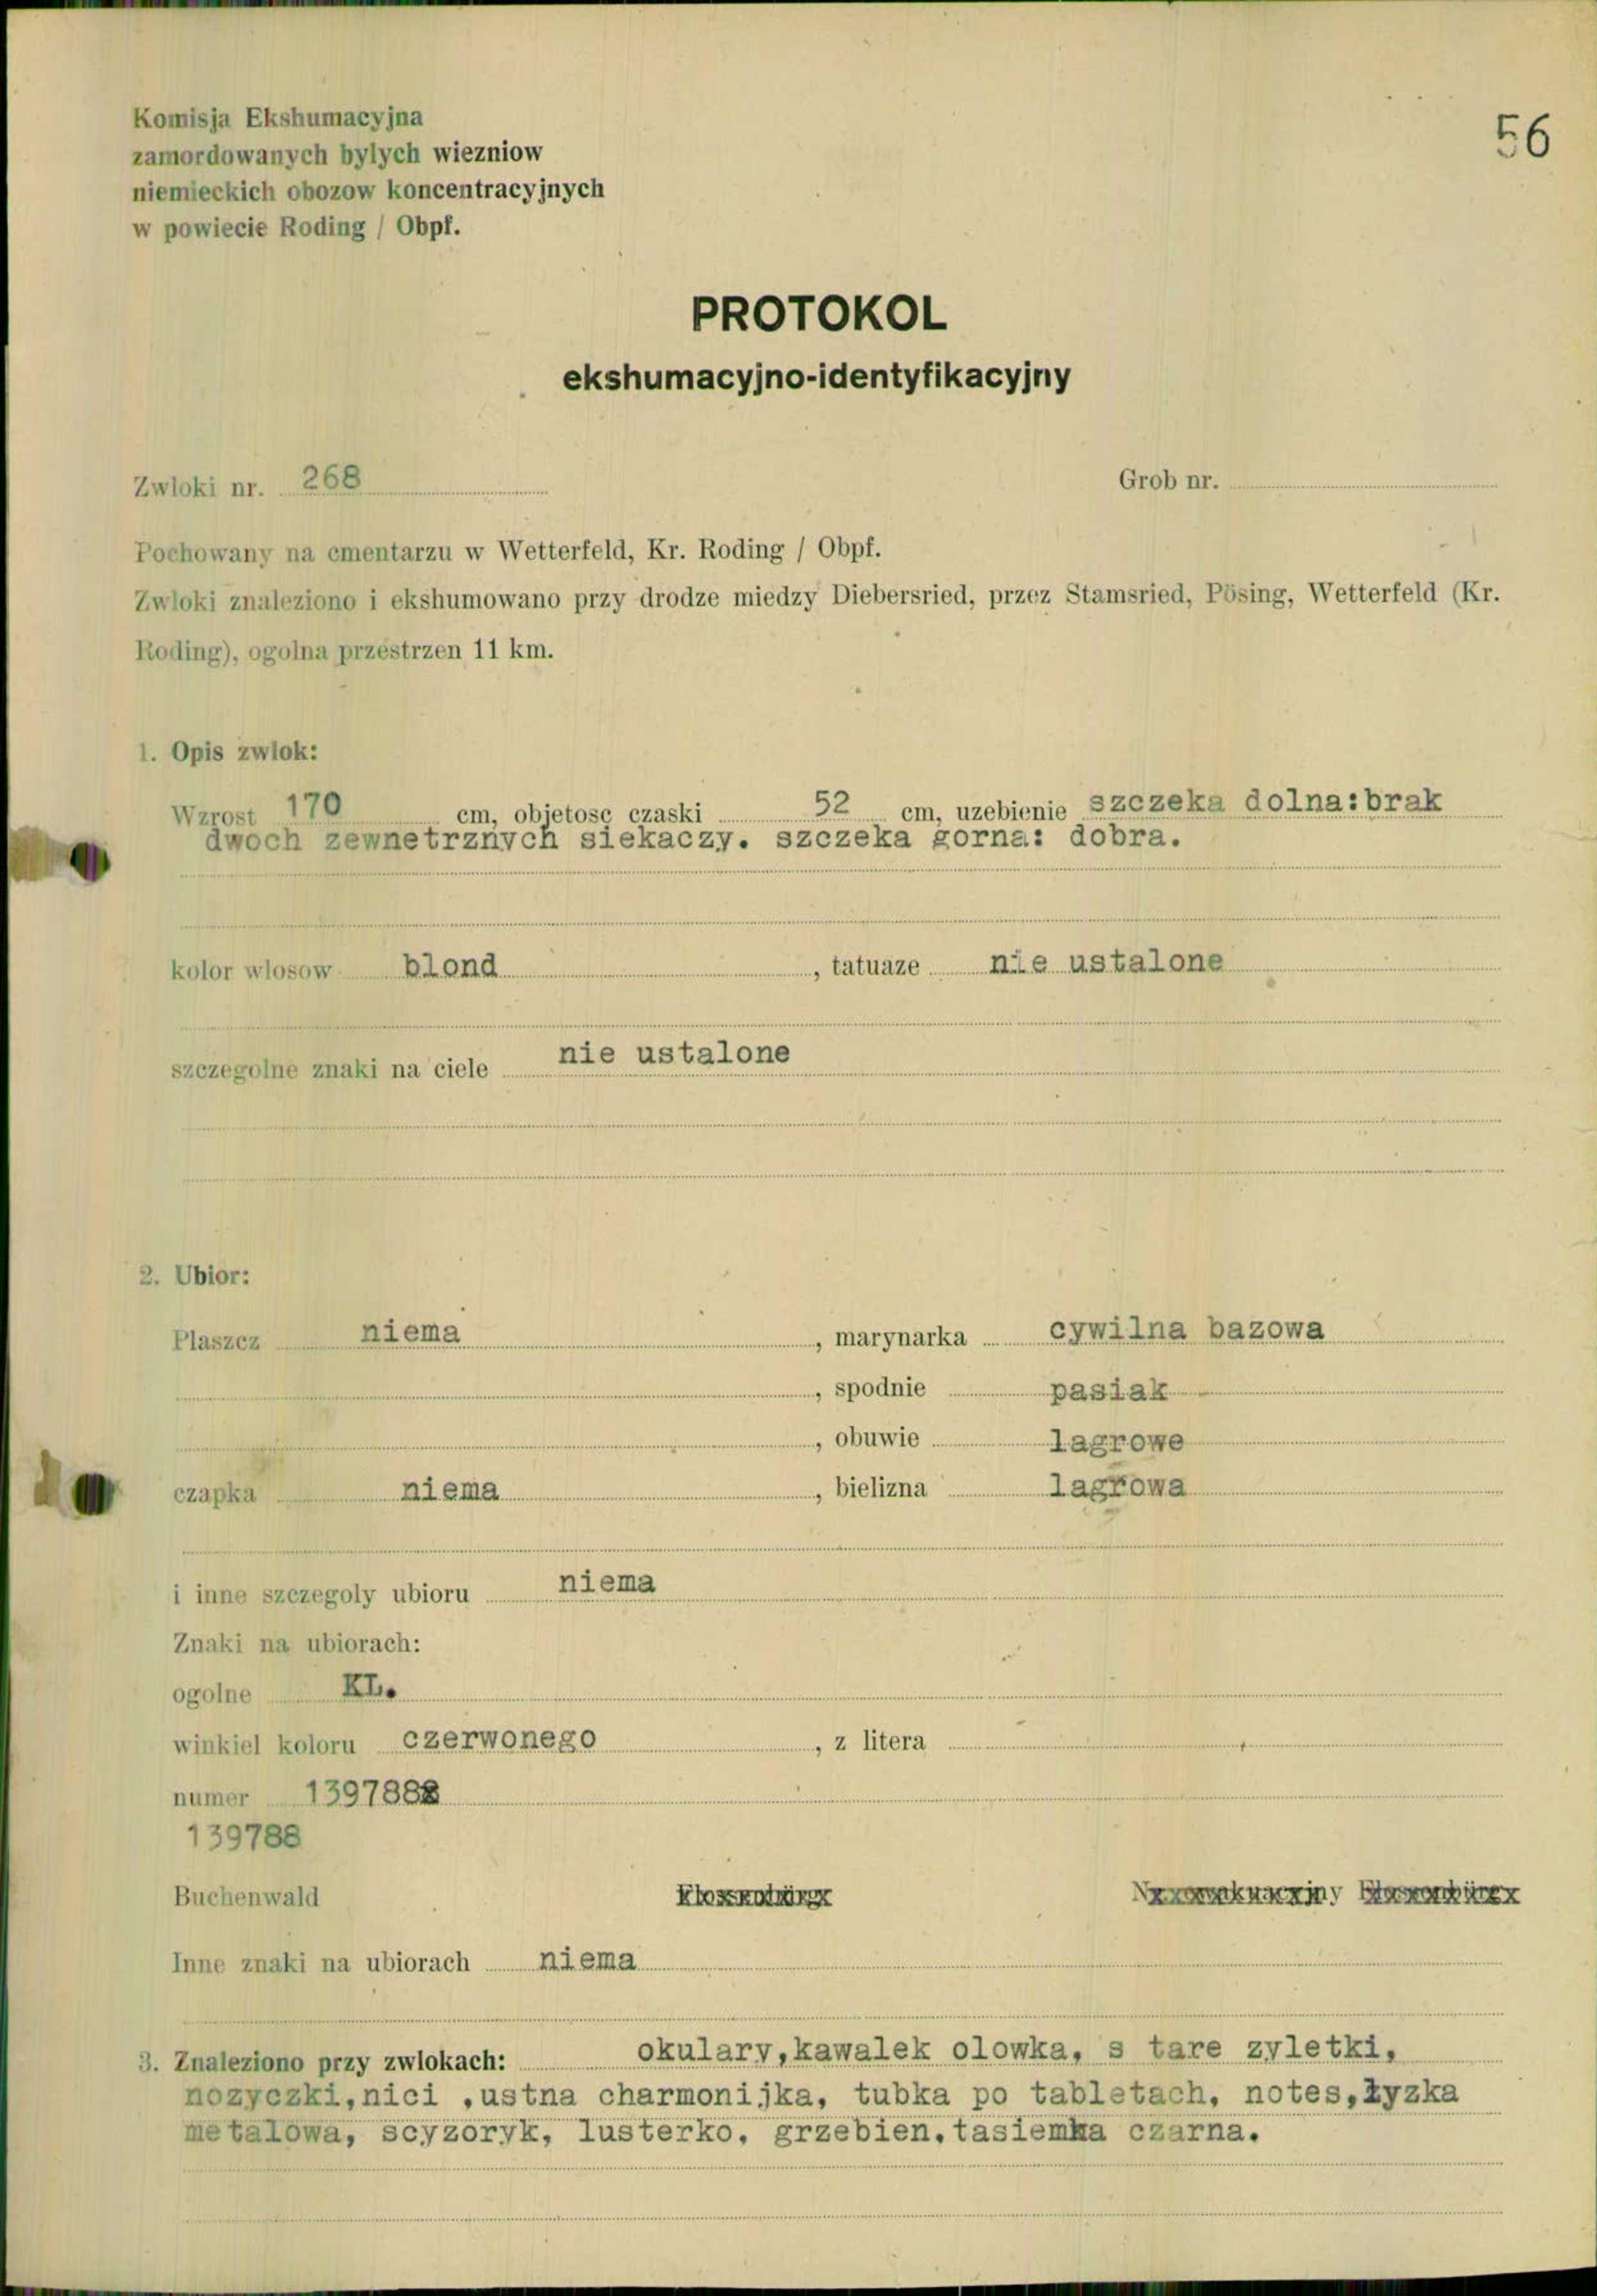 Komisja Ekshumacyjna
zamordowanych bylych wiezniow
niemieckich obozow koncentracyjnych
w powiecie Roding / Obpf.
56
PROTOKOL
ekshumacyjno-identyfikacyjny
Zwloki nr. 268 Grob nr.
Pochowany na cmentarzu w Wetterfeld, Kr. Roding / Obpf.
Zwloki znaleziono i ekshumowano przy drodze miedzy Diebersried, przez Stamsried, Pösing, Wetterfeld (Kr.
Roding), ogolna przestrzen 11 km.
1. Opis zwlok:
Wzrost 170 cm, objetosc czaski 52 cm, uzebienie szczeka dolna:brak
dwoch zewnetrznych siekaczy. szczeka gorna: dobra.
kolor wlosow blond , tatuaze nie ustalone
szczegolne znaki na ciele nie ustalone
2. Ubior:
Plaszcz niema , marynarka cywilna bazowa
, spodnie pasiak
, obuwie lagrowe
czapka niema , bielizna lagrowa
i inne szczegoly ubioru niema
Znaki na ubiorach:
ogolne KL.
winkiel koloru czerwonego , z litera
numer 139788
139788
Buchenwald
Inne znaki na ubiorach niema
3. Znaleziono przy zwlokach: okulary,kawalek olowka, s tare zyletki,
nozyczki,nici ,ustna charmonijka, tubka po tabletach, notes,łyzka
metalowa, scyzoryk, lusterko, grzebien,tasiemka czarna.